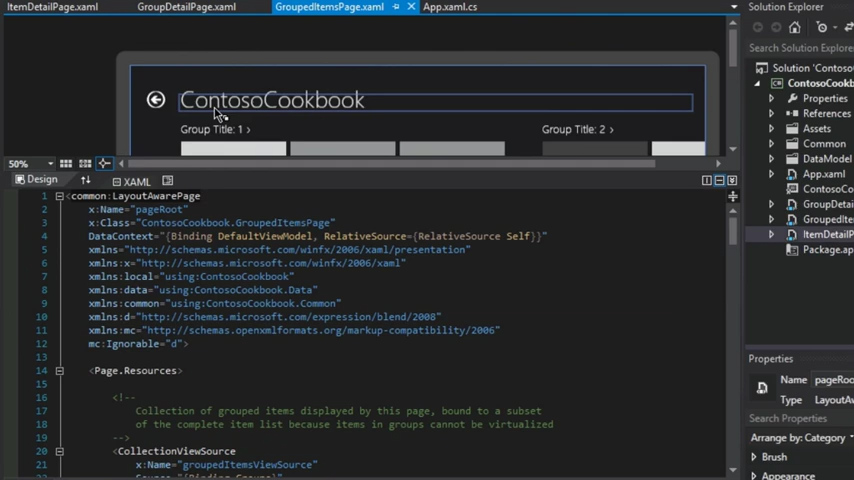 ItemDetailPage.xaml
GroupDetailPage.xaml
GroupedItemsPage.xaml
App.xaml.cs
Solution Explorer
Search Solution Explorer
Solution 'Contoso
ContosoCookb
Properties
References
Assets
Common
DataModel
App.xaml
ContosoCo
GroupDeta
GroupedIte
ItemDetailP
Package.ap
ContosoCookbook
Group Title: 1
Group Title: 2
50%
Design
XAML
1 <common:LayoutAwarePage
2 x:Name="pageRoot"
3 x:Class="ContosoCookbook.GroupedItemsPage"
4 DataContext="{Binding DefaultViewModel, RelativeSource={RelativeSource Self}}"
5 xmlns="http://schemas.microsoft.com/winfx/2006/xaml/presentation"
6 xmlns:x="http://schemas.microsoft.com/winfx/2006/xaml"
7 xmlns:local="using:ContosoCookbook"
8 xmlns:data="using:ContosoCookbook.Data"
9 xmlns:common="using:ContosoCookbook.Common"
10 xmlns:d="http://schemas.microsoft.com/expression/blend/2008"
11 xmlns:mc="http://schemas.openxmlformats.org/markup-compatibility/2006"
12 mc:Ignorable="d">
13
14 <Page.Resources>
15
16 <!--
17 Collection of grouped items displayed by this page, bound to a subset
18 of the complete item list because items in groups cannot be virtualized
19 -->
20 <CollectionViewSource
21 x:Name="groupedItemsViewSource"
Properties
Name pageRoo
Type LayoutAw
Search Properties
Arrange by: Category
Brush
Appearance